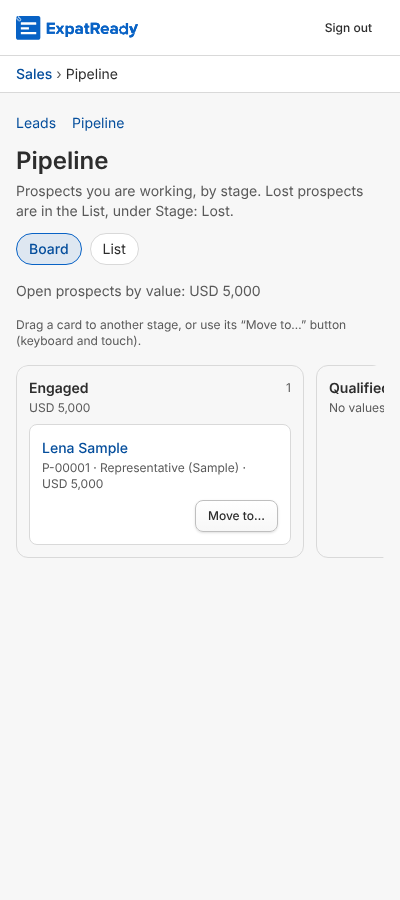 ExpatReady
Sign out
Sales › Pipeline
Leads Pipeline
Pipeline
Prospects you are working, by stage. Lost prospects
are in the List, under Stage: Lost.
Board List
Open prospects by value: USD 5,000
Drag a card to another stage, or use its “Move to…” button
(keyboard and touch).
Engaged 1
USD 5,000
Lena Sample
P-00001 · Representative (Sample) ·
USD 5,000
Move to…
Qualified
No values